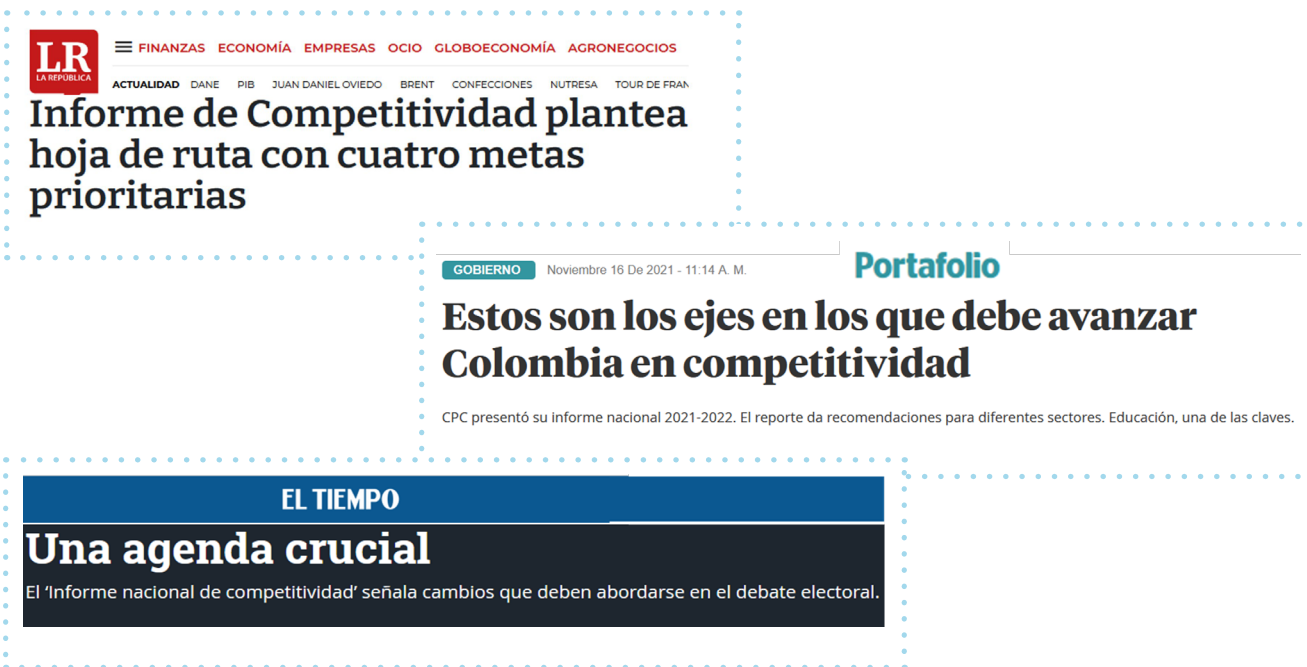 LR
LA REPÚBLICA
FINANZAS ECONOMÍA EMPRESAS OCIO GLOBOECONOMÍA AGRONEGOCIOS
ACTUALIDAD DANE PIB JUAN DANIEL OVIEDO BRENT CONFECCIONES NUTRESA TOUR DE FRAN
Informe de Competitividad plantea
hoja de ruta con cuatro metas
prioritarias
Portafolio
GOBIERNO Noviembre 16 De 2021 - 11:14 A. M.
Estos son los ejes en los que debe avanzar
Colombia en competitividad
CPC presentó su informe nacional 2021-2022. El reporte da recomendaciones para diferentes sectores. Educación, una de las claves.
EL TIEMPO
Una agenda crucial
El ‘Informe nacional de competitividad’ señala cambios que deben abordarse en el debate electoral.